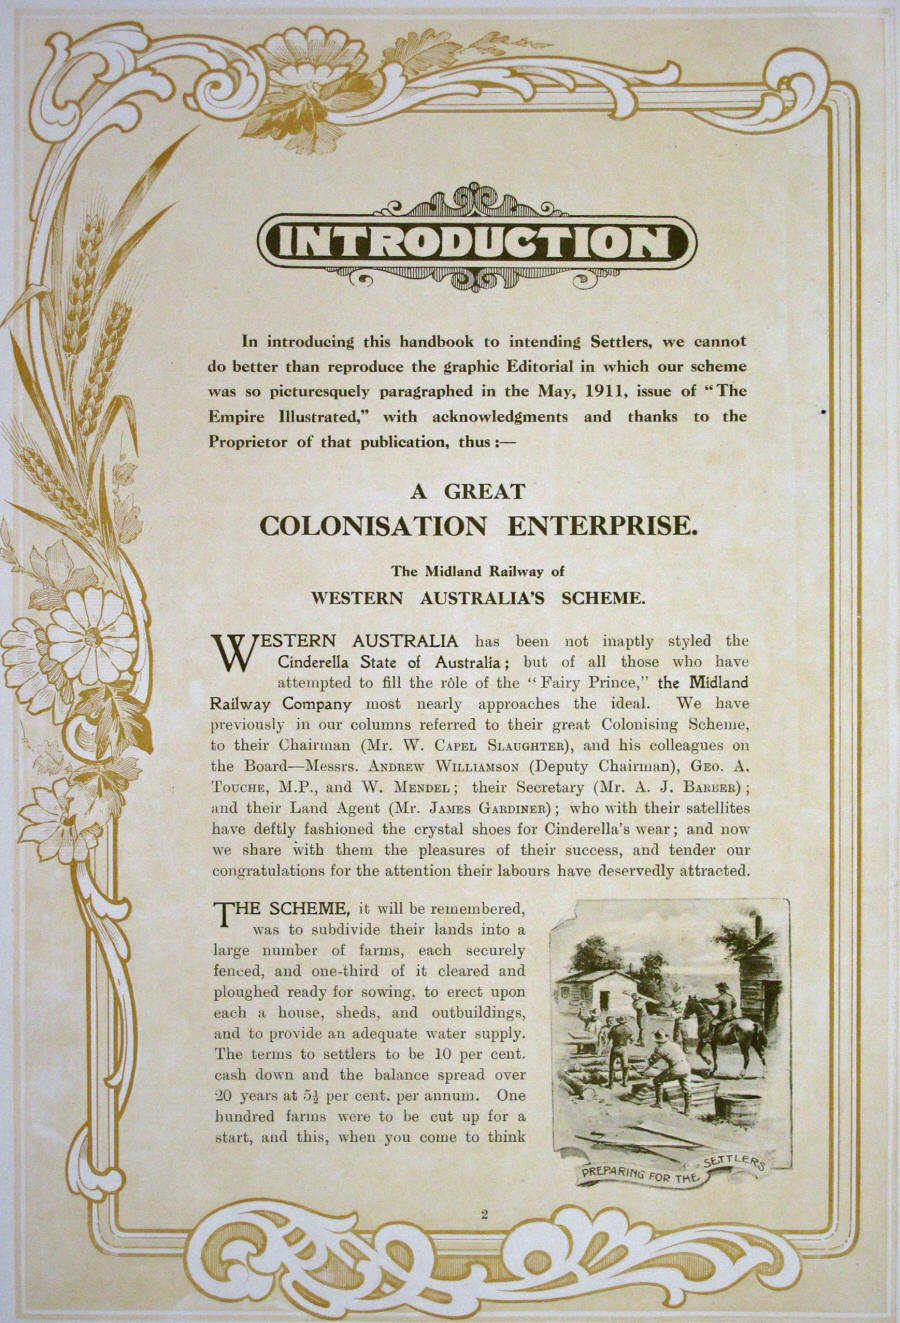 INTRODUCTION
In introducing this handbook to intending Settlers, we cannot
do better than reproduce the graphic Editorial in which our scheme
was so picturesquely paragraphed in the May, 1911, issue of “The
Empire Illustrated,” with acknowledgments and thanks to the
Proprietor of that publication, thus :—
A GREAT
COLONISATION ENTERPRISE.
The Midland Railway of
WESTERN AUSTRALIA'S SCHEME.
WESTERN AUSTRALIA has been not inaptly styled the
Cinderella State of Australia; but of all those who have
attempted to fill the rôle of the “Fairy Prince,” the Midland
Railway Company most nearly approaches the ideal. We have
previously in our columns referred to their great Colonising Scheme,
to their Chairman (Mr. W. CAPEL SLAUGHTER), and his colleagues on
the Board—Messrs. ANDREW WILLIAMSON (Deputy Chairman), GEO. A.
TOUCHE, M.P., and W. MENDEL; their Secretary (Mr. A. J. BARBER);
and their Land Agent (Mr. JAMES GARDINER); who with their satellites
have deftly fashioned the crystal shoes for Cinderella's wear; and now
we share with them the pleasures of their success, and tender our
congratulations for the attention their labours have deservedly attracted.
THE SCHEME, it will be remembered,
was to subdivide their lands into a
large number of farms, each securely
fenced, and one-third of it cleared and
ploughed ready for sowing, to erect upon
each a house, sheds, and outbuildings,
and to provide an adequate water supply.
The terms to settlers to be 10 per cent.
cash down and the balance spread over
20 years at 5½ per cent. per annum. One
hundred farms were to be cut up for a
start, and this, when you come to think
PREPARING FOR THE SETTLERS
2